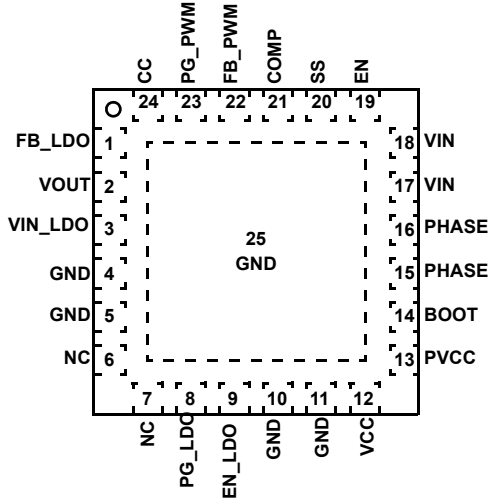 CC
PG_PWM
FB_PWM
COMP
SS
EN
24
23
22
21
20
19
FB_LDO 1
VOUT 2
VIN_LDO 3
GND 4
GND 5
NC 6
25
GND
18 VIN
17 VIN
16 PHASE
15 PHASE
14 BOOT
13 PVCC
7
8
9
10
11
12
NC
PG_LDO
EN_LDO
GND
GND
VCC